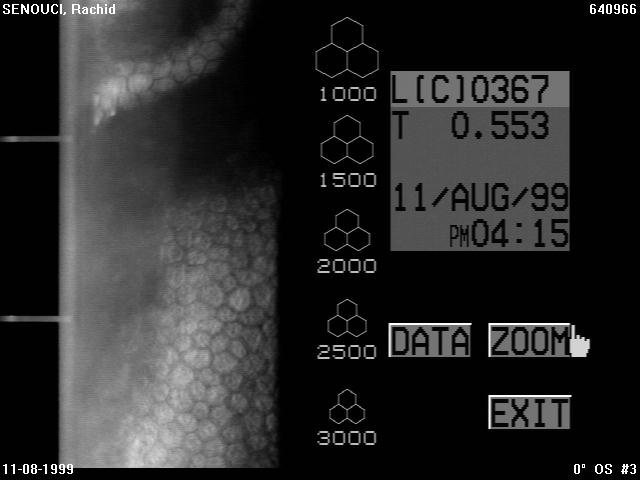 SENOUCI, Rachid
640966
1000
1500
2000
2500
3000
L(C)0367
T 0.553
11/AUG/99
PM04:15
DATA ZOOM
EXIT
11-08-1999
0° OS #3